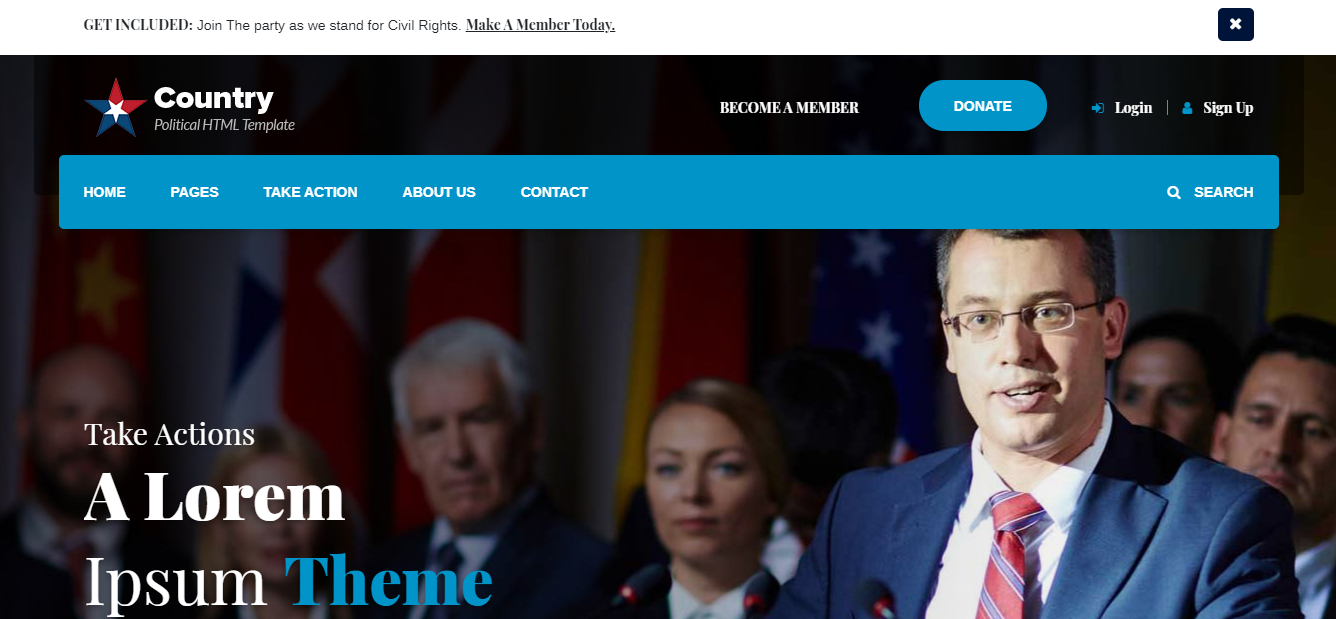 GET INCLUDED: Join The party as we stand for Civil Rights. Make A Member Today.
Country
Political HTML Template
BECOME A MEMBER
DONATE
Login
Sign Up
HOME
PAGES
TAKE ACTION
ABOUT US
CONTACT
SEARCH
Take Actions
A Lorem
Ipsum Theme